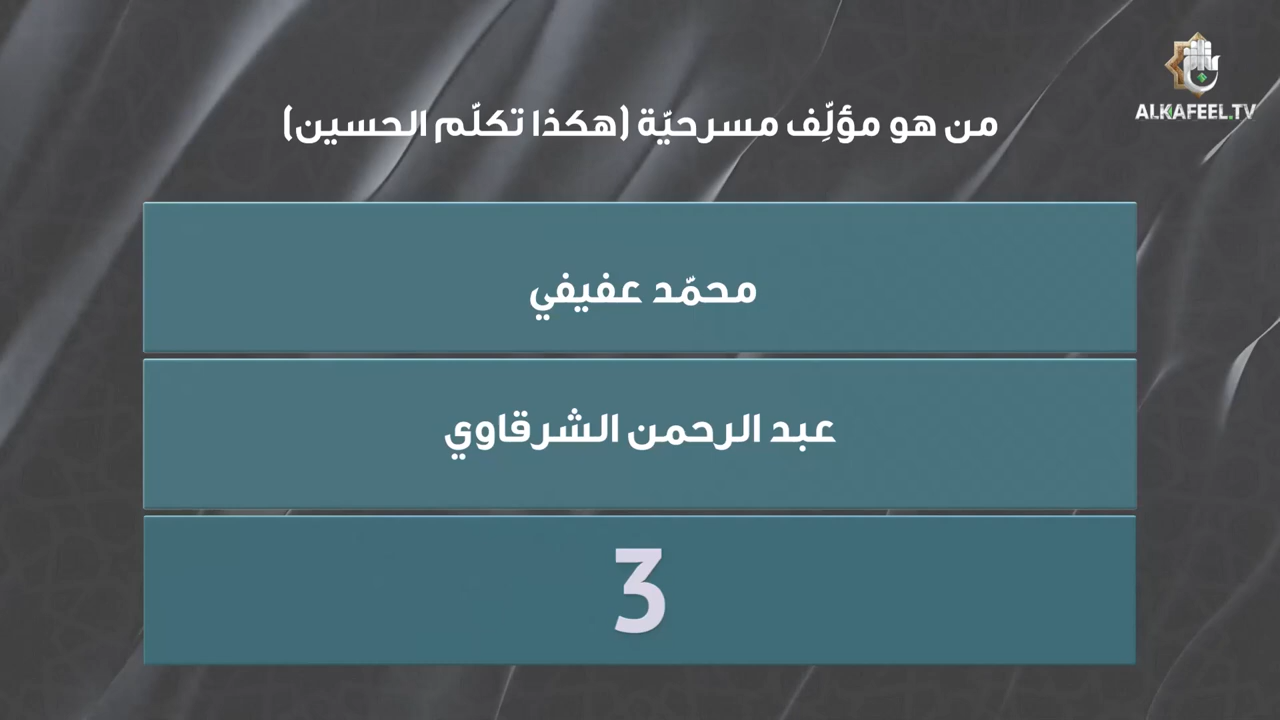 ALKAFEEL.TV
من هو مؤلِّف مسرحيّة (هكذا تكلّم الحسين)
محمّد عفيفي
عبد الرحمن الشرقاوي
3